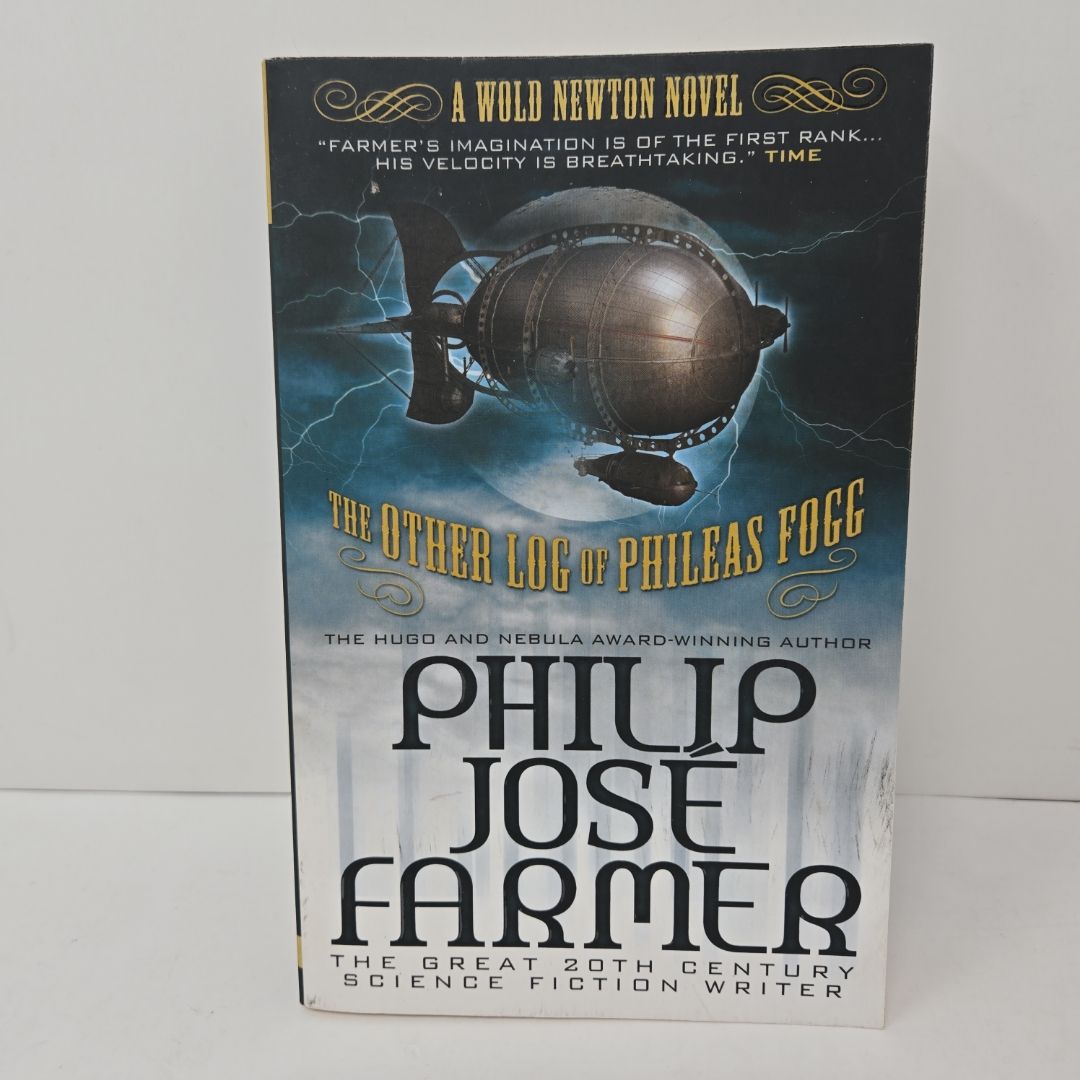 A WOLD NEWTON NOVEL
"FARMER'S IMAGINATION IS OF THE FIRST RANK...
HIS VELOCITY IS BREATHTAKING." TIME
THE OTHER LOG OF PHILEAS FOGG
THE HUGO AND NEBULA AWARD-WINNING AUTHOR
PHILIP
JOSÉ
FARMER
THE GREAT 20TH CENTURY
SCIENCE FICTION WRITER